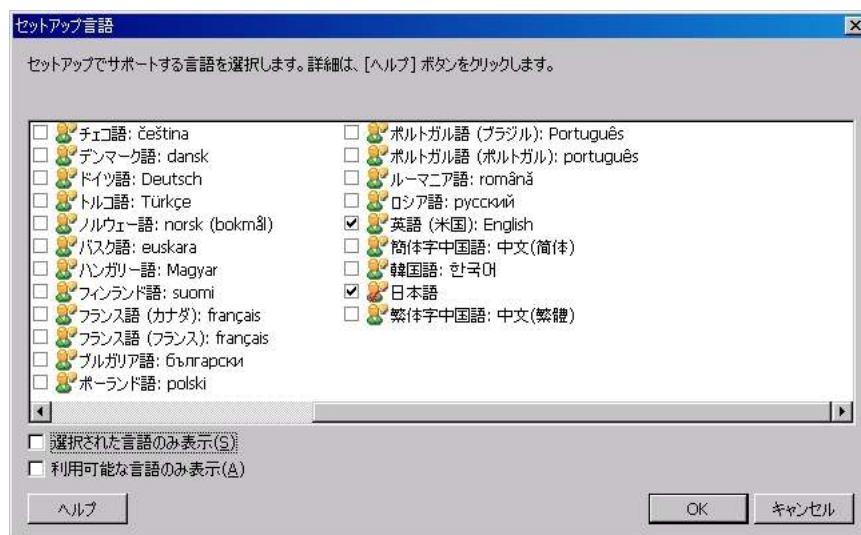 セットアップ言語
セットアップでサポートする言語を選択します。詳細は、[ヘルプ] ボタンをクリックします。
チェコ語: čeština
デンマーク語: dansk
ドイツ語: Deutsch
トルコ語: Türkçe
ノルウェー語: norsk (bokmål)
バスク語: euskara
ハンガリー語: Magyar
フィンランド語: suomi
フランス語 (カナダ): français
フランス語 (フランス): français
ブルガリア語: български
ポーランド語: polski
ポルトガル語 (ブラジル): Português
ポルトガル語 (ポルトガル): português
ルーマニア語: română
ロシア語: русский
英語 (米国): English
簡体字中国語: 中文(简体)
韓国語: 한국어
日本語
繁体字中国語: 中文(繁體)
選択された言語のみ表示(S)
利用可能な言語のみ表示(A)
ヘルプ
OK
キャンセル